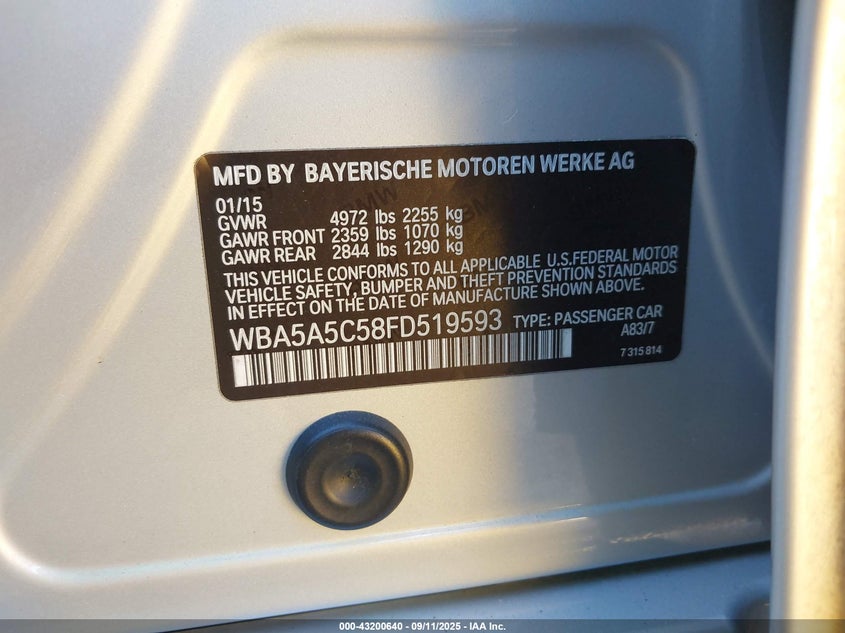 MFD BY BAYERISCHE MOTOREN WERKE AG
01/15
GVWR 4972 lbs 2255 kg
GAWR FRONT 2359 lbs 1070 kg
GAWR REAR 2844 lbs 1290 kg
THIS VEHICLE CONFORMS TO ALL APPLICABLE U.S.FEDERAL MOTOR
VEHICLE SAFETY, BUMPER AND THEFT PREVENTION STANDARDS
IN EFFECT ON THE DATE OF MANUFACTURE SHOWN ABOVE.
WBA5A5C58FD519593 TYPE: PASSENGER CAR
A83/7
7 315 814
000-43200640 - 09/11/2025 - IAA Inc.